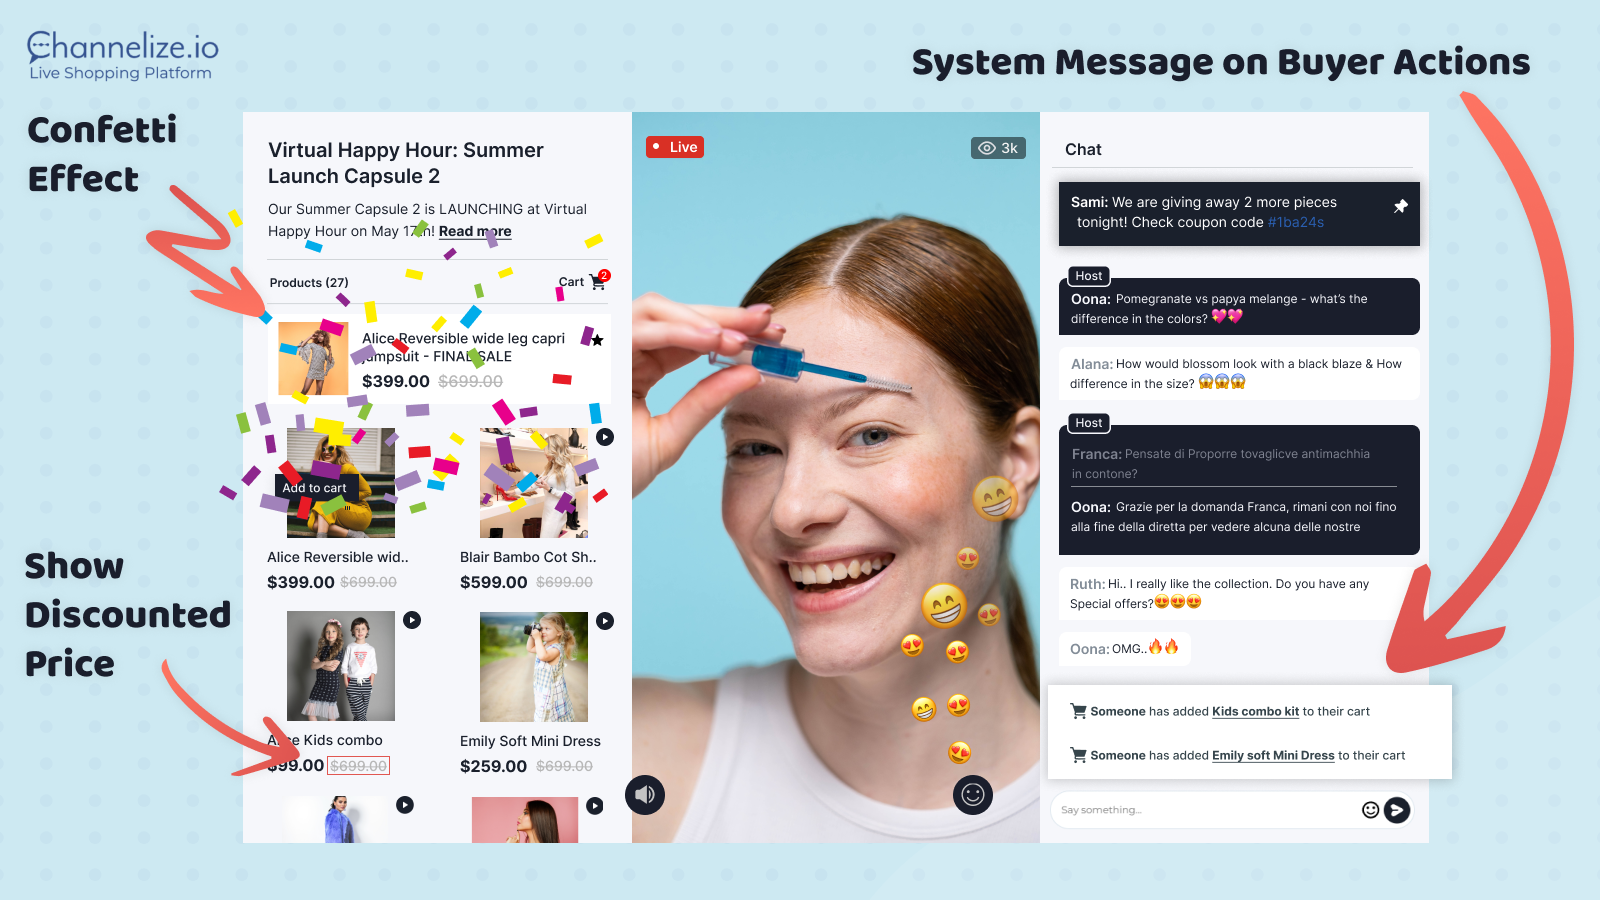 Channelize.io
Live Shopping Platform
System Message on Buyer Actions
Confetti
Effect
Show
Discounted
Price
Virtual Happy Hour: Summer
Launch Capsule 2
Our Summer Capsule 2 is LAUNCHING at Virtual
Happy Hour on May 17th! Read more
Products (27)
Cart 2
Alice Reversible wide leg capri
jumpsuit - FINAL SALE
$399.00 $699.00
Add to cart
Alice Reversible wid..
$399.00 $699.00
Blair Bambo Cot Sh..
$599.00 $699.00
Alice Kids combo
$99.00 $699.00
Emily Soft Mini Dress
$259.00 $699.00
Live
3k
Chat
Sami: We are giving away 2 more pieces
tonight! Check coupon code #1ba24s
Host
Oona: Pomegranate vs papya melange - what's the
difference in the colors? 💖💖
Alana: How would blossom look with a black blaze & How
difference in the size? 😱😱😱
Host
Franca: Pensate di Proporre tovaglicve antimachhia
in contone?
Oona: Grazie per la domanda Franca, rimani con noi fino
alla fine della diretta per vedere alcuna delle nostre
Ruth: Hi.. I really like the collection. Do you have any
Special offers?😍😍😍
Oona: OMG..🔥🔥
Someone has added Kids combo kit to their cart
Someone has added Emily soft Mini Dress to their cart
Say something...